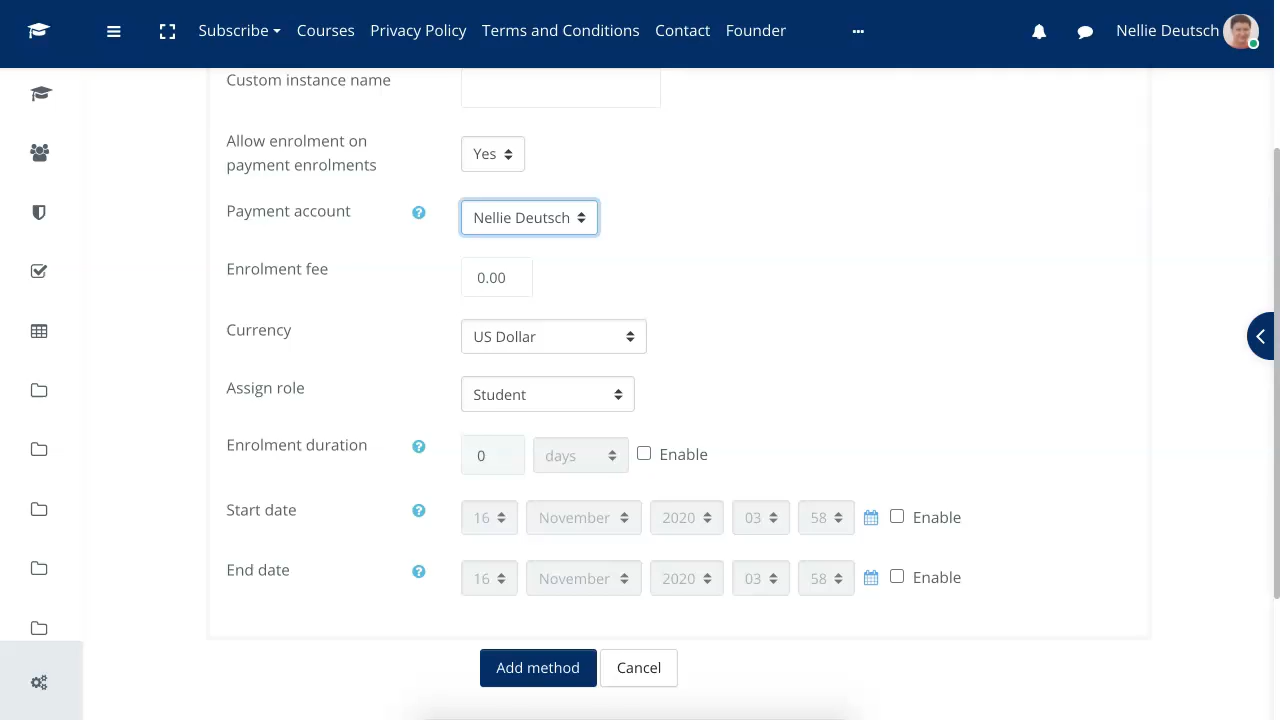 Subscribe Courses Privacy Policy Terms and Conditions Contact Founder ... Nellie Deutsch
Custom instance name
Allow enrolment on
payment enrolments
Yes
Payment account ? Nellie Deutsch
Enrolment fee 0.00
Currency US Dollar
Assign role Student
Enrolment duration ? 0 days Enable
Start date ? 16 November 2020 03 58 Enable
End date ? 16 November 2020 03 58 Enable
Add method Cancel